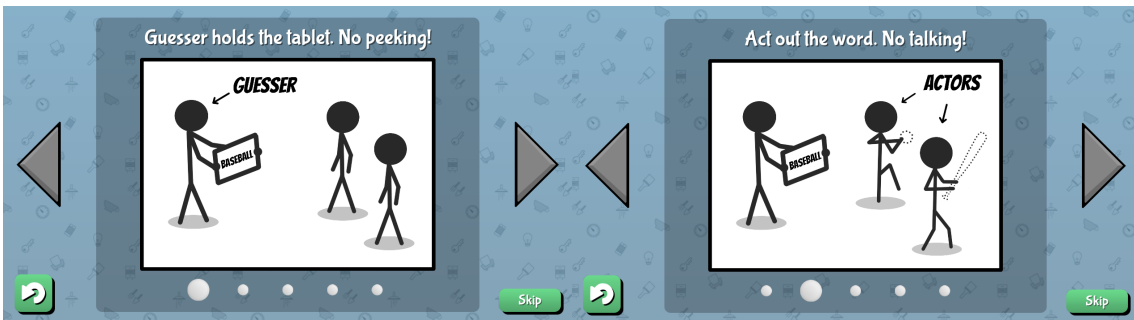 Guesser holds the tablet. No peeking!
GUESSER
BASEBALL
Skip
Act out the word. No talking!
ACTORS
BASEBALL
Skip